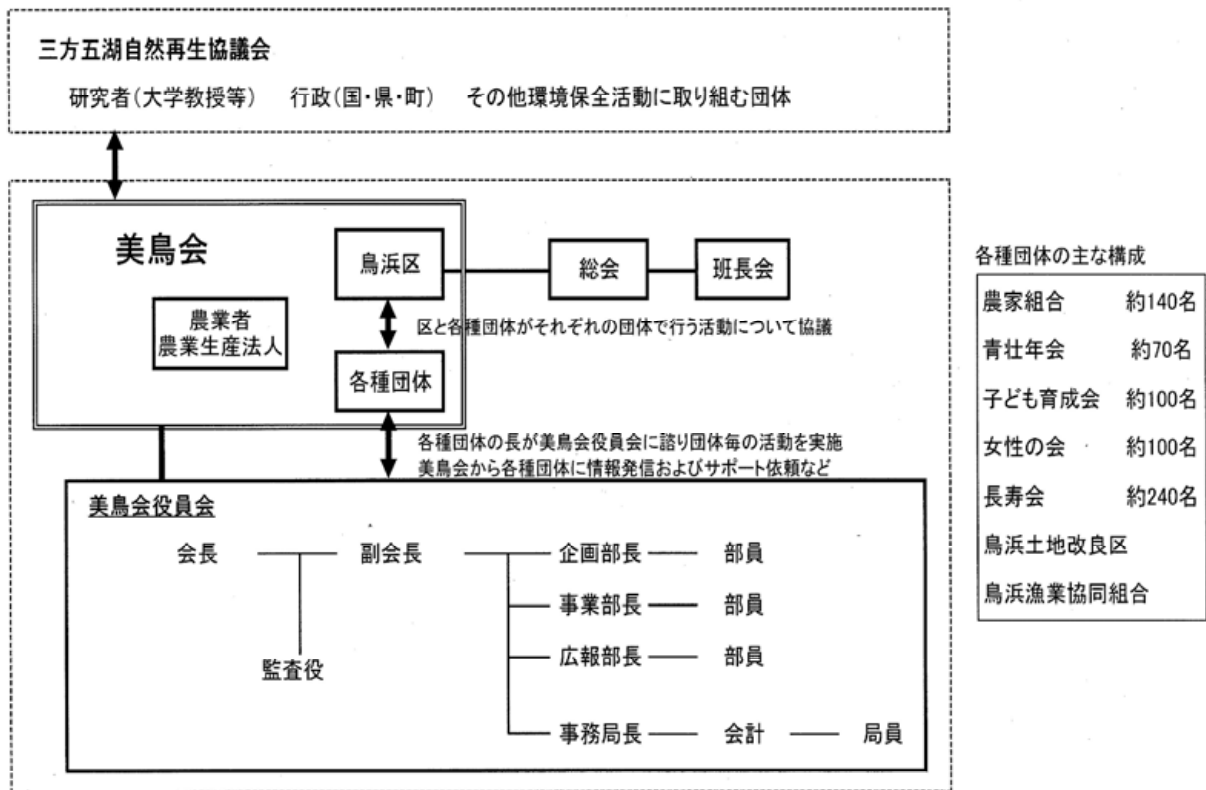 三方五湖自然再生協議会
研究者(大学教授等) 行政(国・県・町) その他環境保全活動に取り組む団体
美鳥会
鳥浜区
総会
班長会
農業者
農業生産法人
区と各種団体がそれぞれの団体で行う活動について協議
各種団体
各種団体の長が美鳥会役員会に諮り団体毎の活動を実施
美鳥会から各種団体に情報発信およびサポート依頼など
美鳥会役員会
会長 副会長 企画部長 部員
事業部長 部員
広報部長 部員
監査役
事務局長 会計 局員
各種団体の主な構成
農家組合 約140名
青壮年会 約70名
子ども育成会 約100名
女性の会 約100名
長寿会 約240名
鳥浜土地改良区
鳥浜漁業協同組合